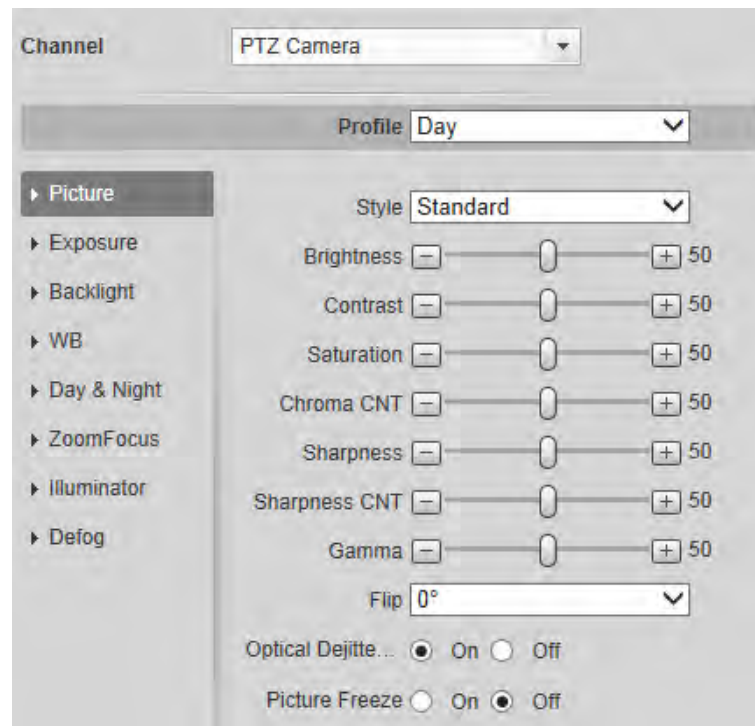 Channel PTZ Camera
Profile Day
Picture
Style Standard
Exposure
Brightness 50
Backlight
Contrast 50
WB
Saturation 50
Day & Night
Chroma CNT 50
ZoomFocus
Sharpness 50
Illuminator
Sharpness CNT 50
Defog
Gamma 50
Flip 0°
Optical Dejitte... On Off
Picture Freeze On Off